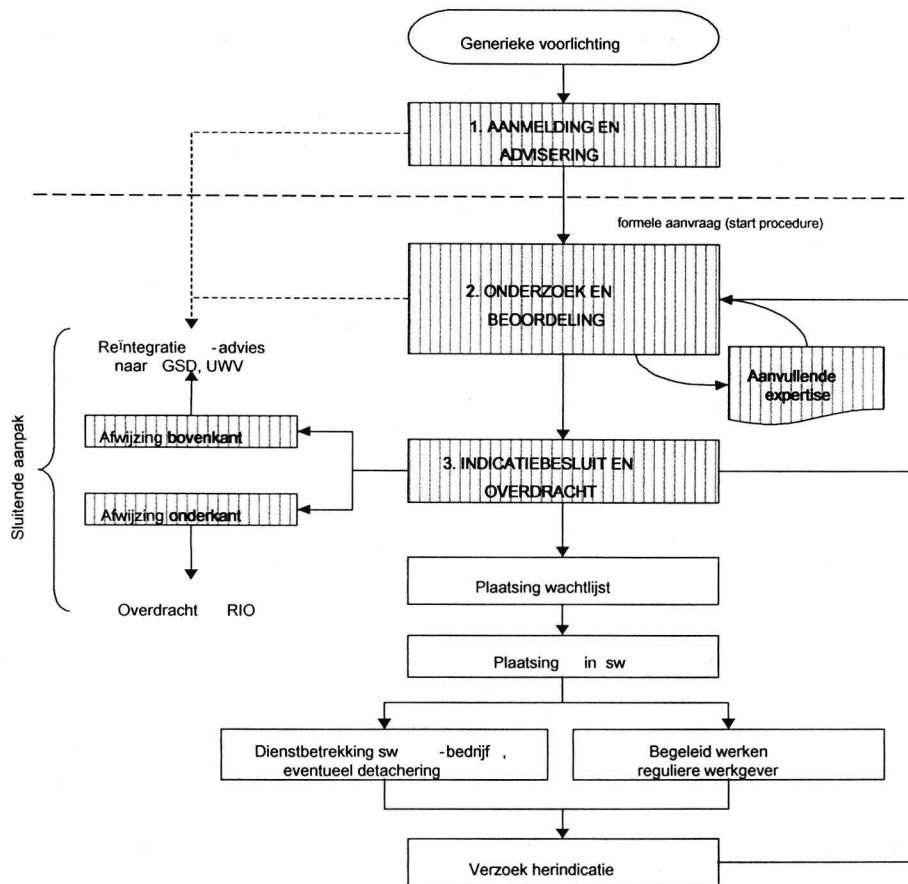 Generieke voorlichting
1. AANMELDING EN
ADVISERING
formele aanvraag (start procedure)
2. ONDERZOEK EN
BEOORDELING
Aanvullende
expertise
Sluitende aanpak
Reïntegratie -advies
naar GSD, UWV
Afwijzing bovenkant
Afwijzing onderkant
Overdracht RIO
3. INDICATIEBESLUIT EN
OVERDRACHT
Plaatsing wachtlijst
Plaatsing in sw
Dienstbetrekking sw -bedrijf ,
eventueel detachering
Begeleid werken
reguliere werkgever
Verzoek herindicatie